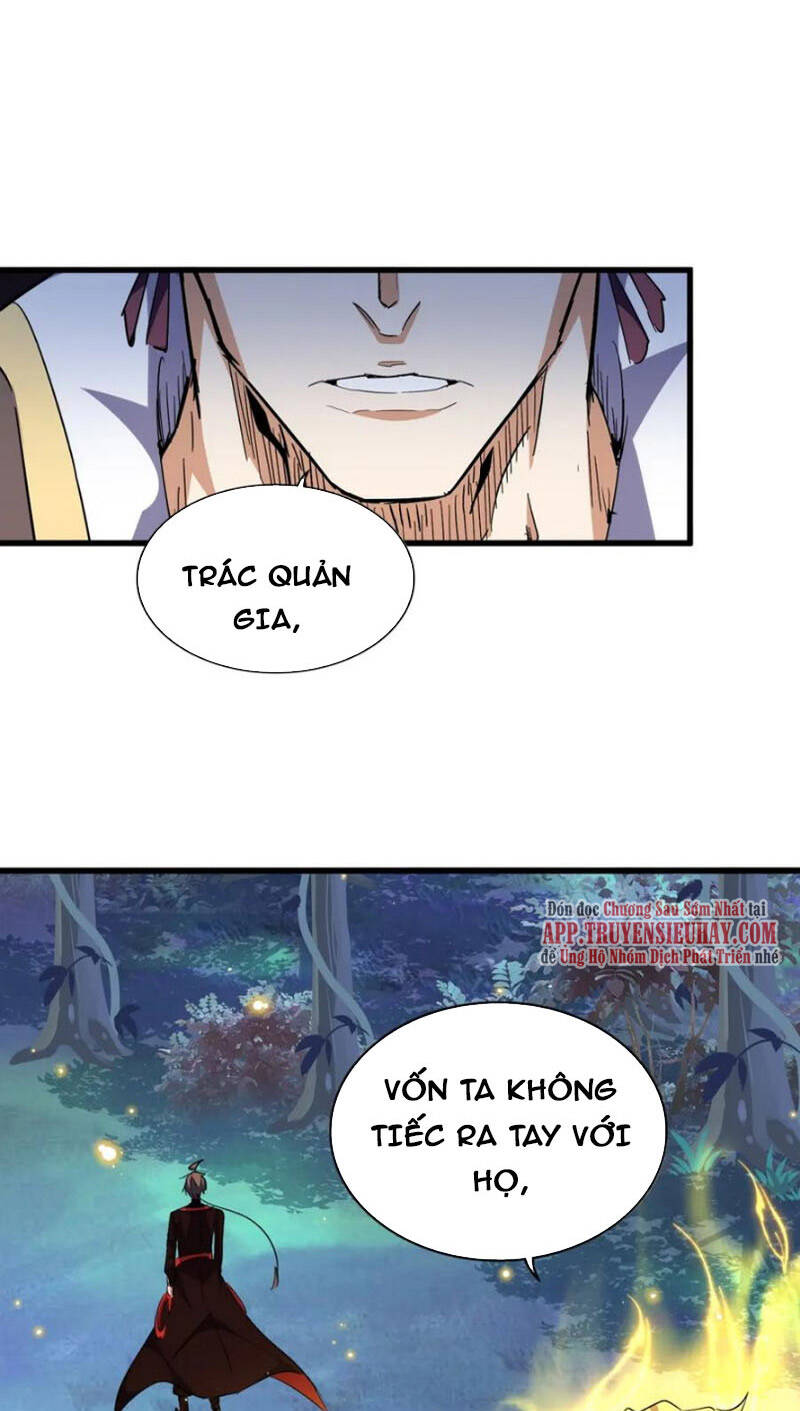 TRÁC QUẢN
GIA,
Đón đọc Chương Sau Sớm Nhất tại
APP.TRUYENSIEUHAY.COM
để Ủng Hộ Nhóm Dịch Phát Triển nhé
VỐN TA KHÔNG
TIẾC RA TAY VỚI
HỌ,